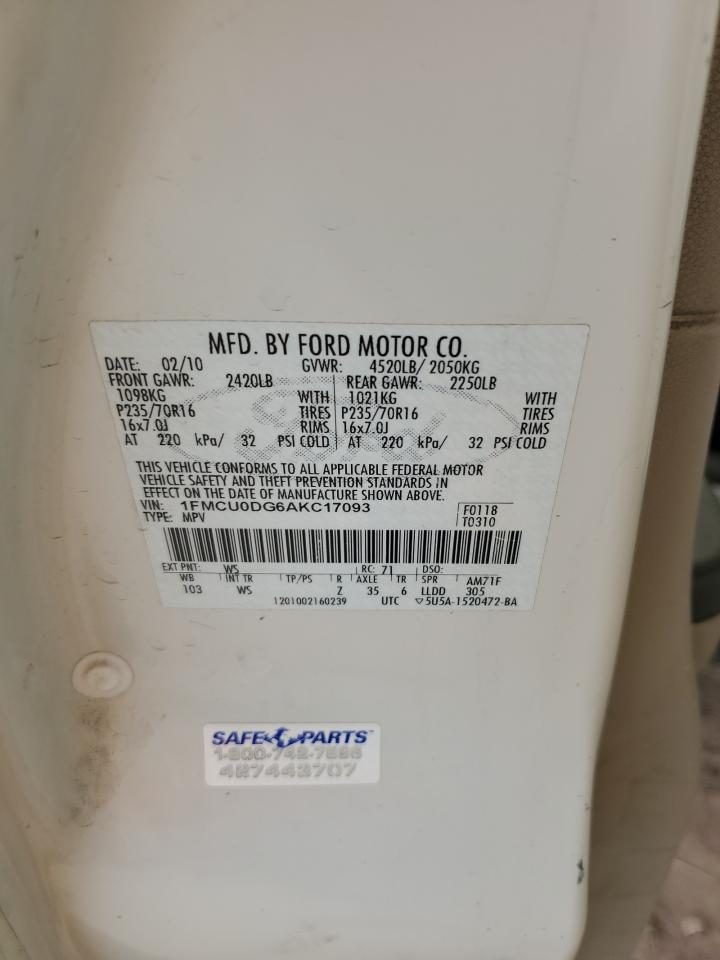 MFD. BY FORD MOTOR CO.
DATE: 02/10 GVWR: 4520LB/ 2050KG
FRONT GAWR: 2420LB REAR GAWR: 2250LB
1098KG WITH 1021KG WITH
P235/70R16 TIRES P235/70R16 TIRES
16x7.0J RIMS 16x7.0J RIMS
AT 220 kPa/ 32 PSI COLD AT 220 kPa/ 32 PSI COLD
Ford
THIS VEHICLE CONFORMS TO ALL APPLICABLE FEDERAL MOTOR
VEHICLE SAFETY AND THEFT PREVENTION STANDARDS IN
EFFECT ON THE DATE OF MANUFACTURE SHOWN ABOVE.
VIN: 1FMCU0DG6AKC17093 F0118
TYPE: MPV T0310
EXT PNT: WS RC: 71 DSO:
WB INT TR TP/PS R AXLE TR SPR AM71F
103 WS Z 35 6 LLDD 305
1201002160239 UTC ▽5U5A-1520472-BA
SAFE PARTS™
1-800-742-7896
427443707